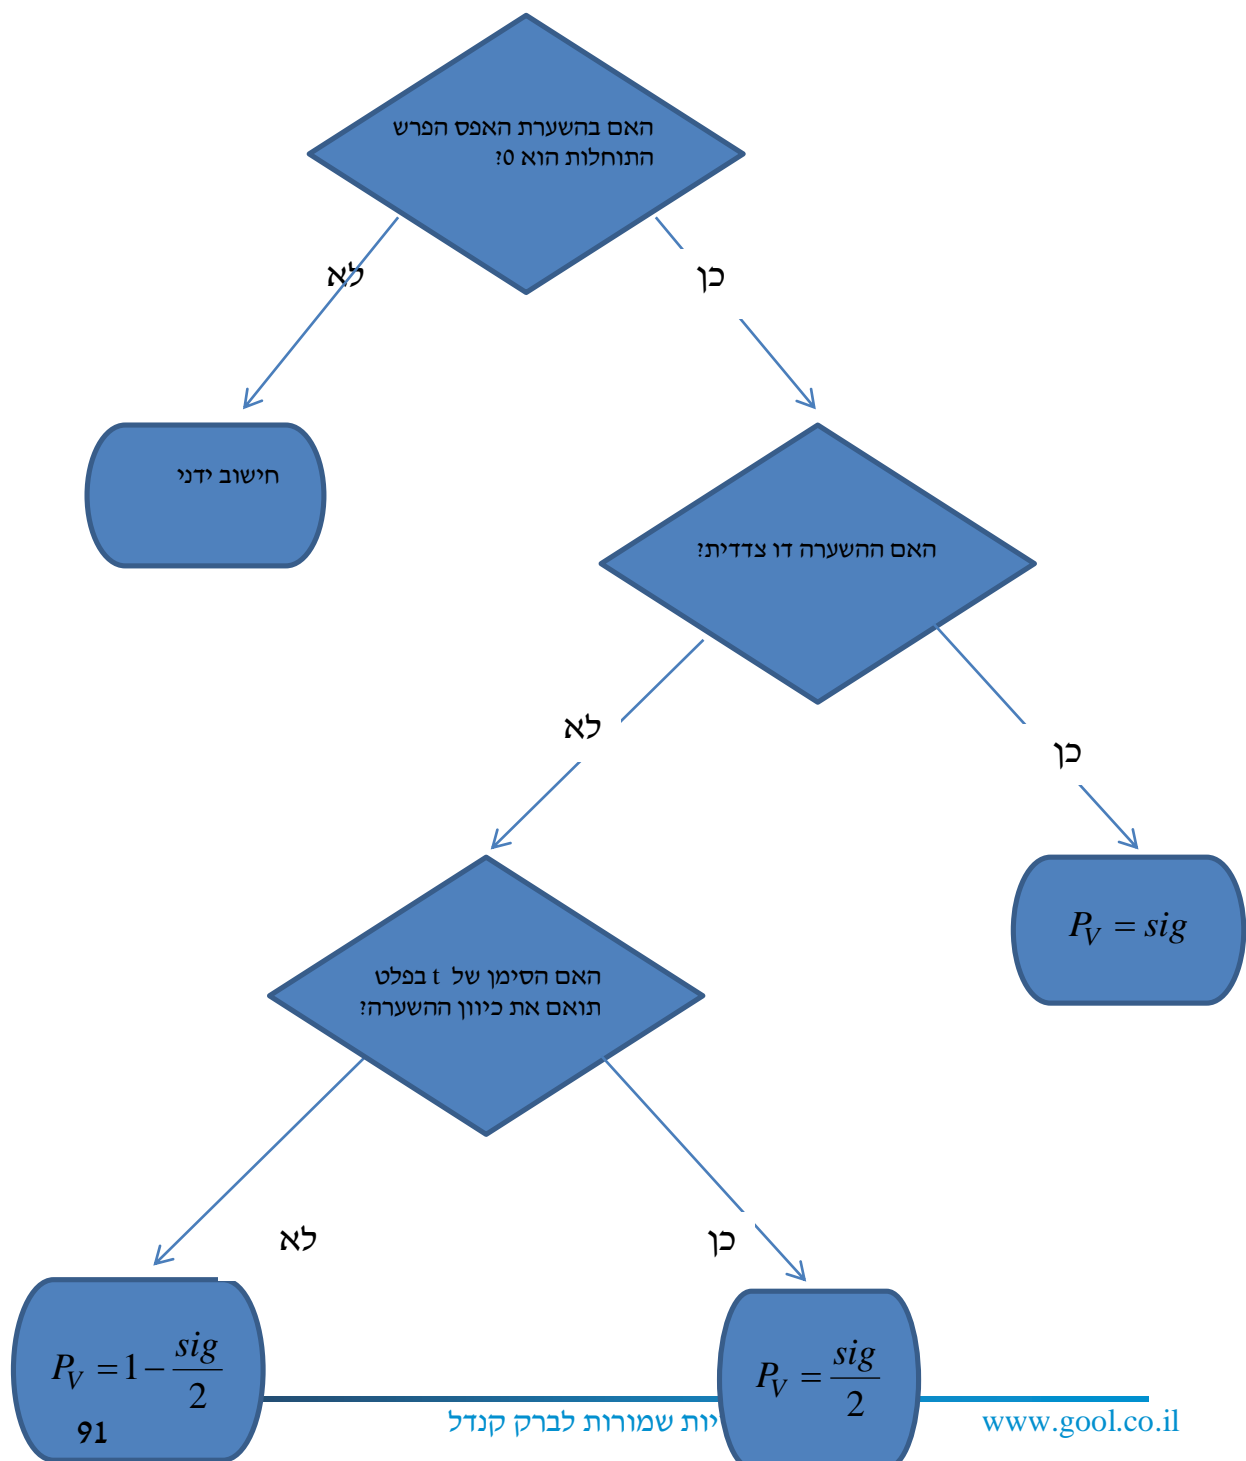 האם בהשערת האפס הפרש
התוחלות הוא 0?
לא
כן
חישוב ידני
האם ההשערה דו צדדית?
לא
כן
P_V = sig
האם הסימן של t בפלט
תואם את כיוון ההשערה?
לא
כן
P_V = 1 - sig/2
P_V = sig/2
91
יות שמורות לברק קנדל
www.gool.co.il